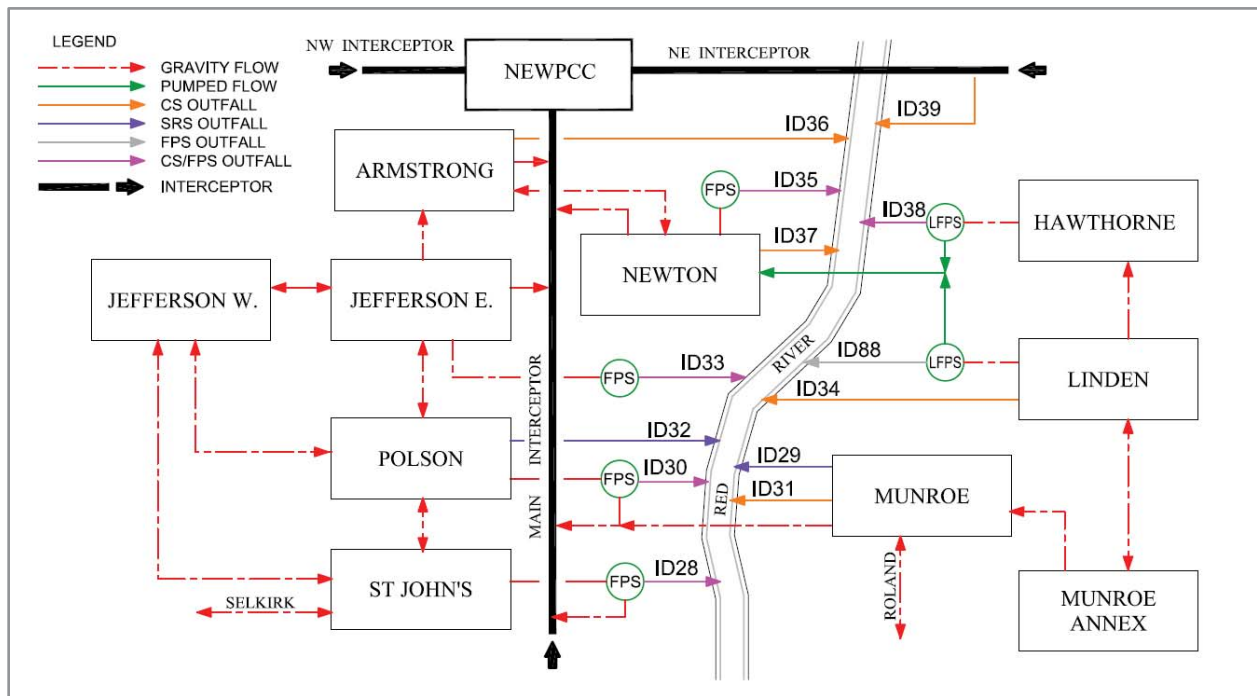 LEGEND
GRAVITY FLOW
PUMPED FLOW
CS OUTFALL
SRS OUTFALL
FPS OUTFALL
CS/FPS OUTFALL
INTERCEPTOR
NW INTERCEPTOR
NEWPCC
NE INTERCEPTOR
ID36
ID39
ARMSTRONG
FPS
ID35
ID38
LFPS
HAWTHORNE
ID37
NEWTON
JEFFERSON W.
JEFFERSON E.
MAIN INTERCEPTOR
FPS
ID33
RED RIVER
ID88
LFPS
LINDEN
ID34
POLSON
ID32
FPS
ID30
ID29
ID31
MUNROE
ST JOHN'S
SELKIRK
FPS
ID28
ROLAND
MUNROE
ANNEX